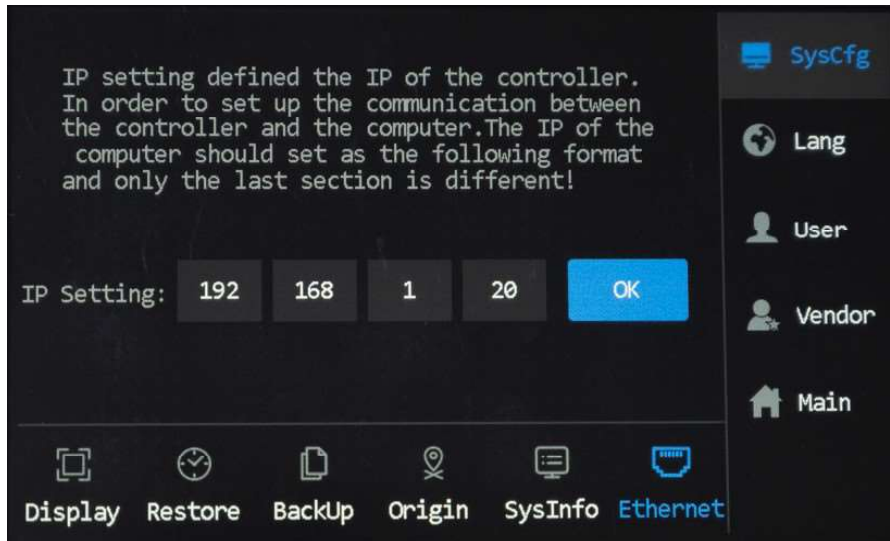 IP setting defined the IP of the controller.
In order to set up the communication between
the controller and the computer.The IP of the
computer should set as the following format
and only the last section is different!
IP Setting: 192 168 1 20 OK
SysCfg
Lang
User
Vendor
Main
Display Restore BackUp Origin SysInfo Ethernet